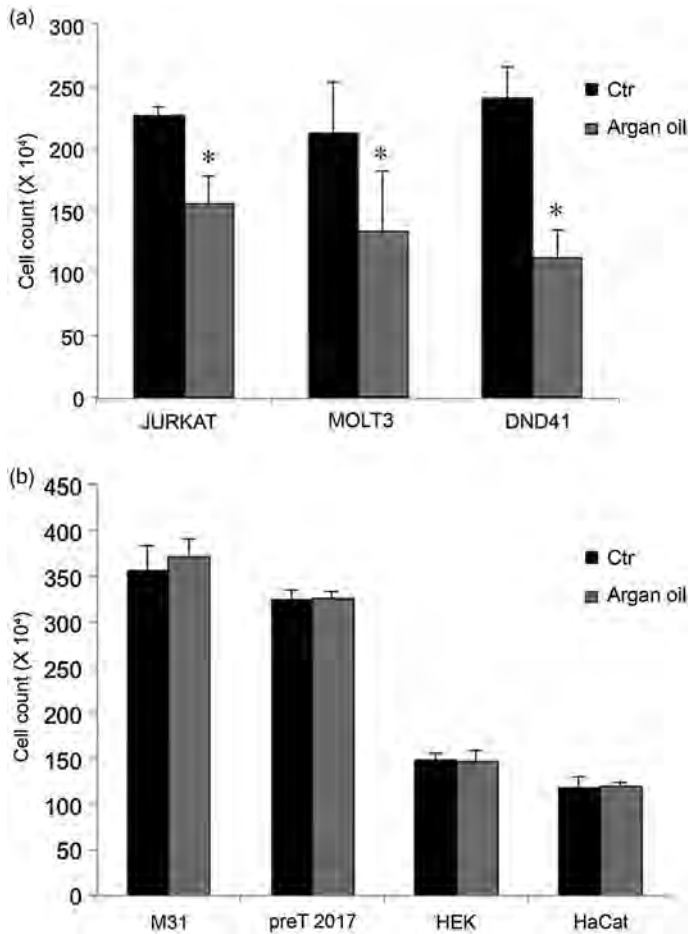 (a)
Cell count (X 10⁴)
300
250
200
150
100
50
0
Ctr
Argan oil
*
*
*
JURKAT
MOLT3
DND41
(b)
Cell count (X 10⁴)
450
400
350
300
250
200
150
100
50
0
Ctr
Argan oil
M31
preT 2017
HEK
HaCat